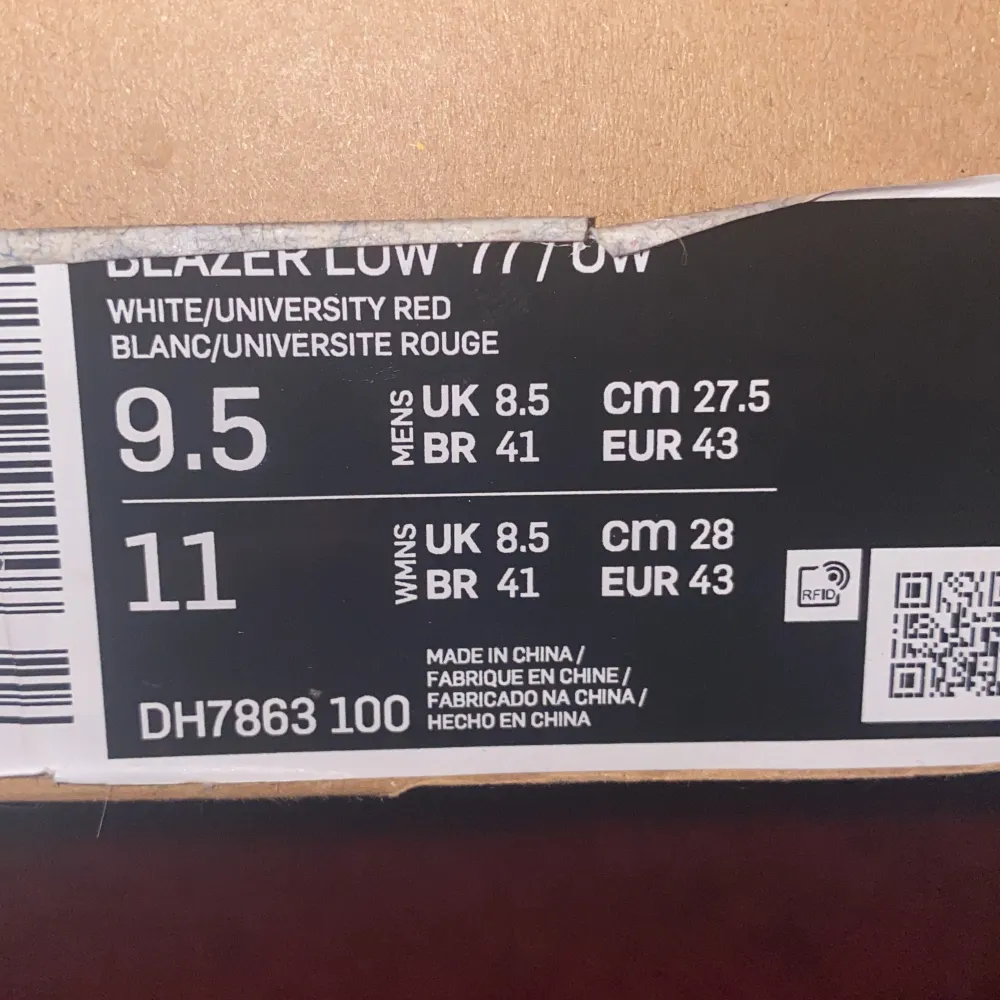 BLAZER LOW '77 / OW
WHITE/UNIVERSITY RED
BLANC/UNIVERSITE ROUGE
9.5 MENS UK 8.5 CM 27.5
BR 41 EUR 43
11 WMNS UK 8.5 CM 28
BR 41 EUR 43
RFID
MADE IN CHINA /
FABRIQUE EN CHINE /
FABRICADO NA CHINA /
HECHO EN CHINA
DH7863 100